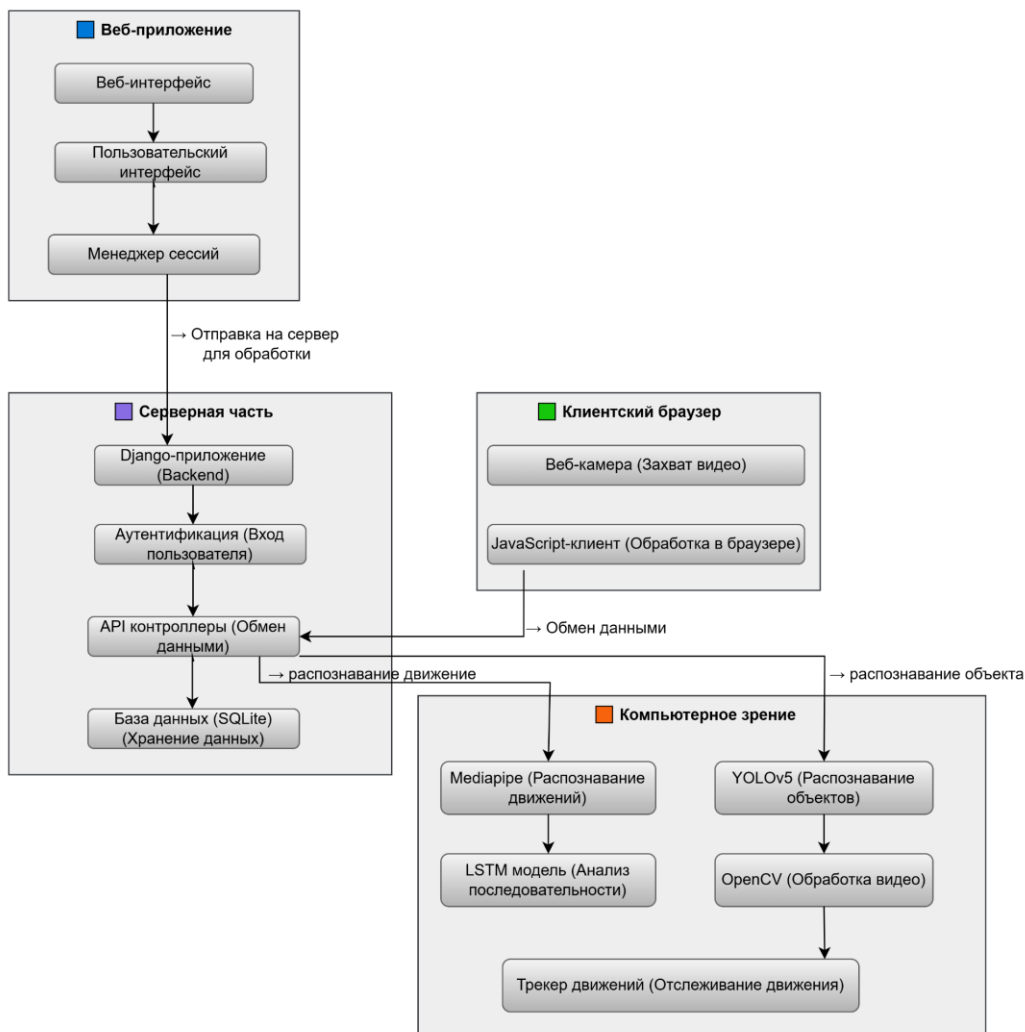 Веб-приложение
Веб-интерфейс
Пользовательский
интерфейс
Менеджер сессий
→ Отправка на сервер
для обработки
Серверная часть
Django-приложение
(Backend)
Аутентификация (Вход
пользователя)
API контроллеры (Обмен
данными)
База данных (SQLite)
(Хранение данных)
Клиентский браузер
Веб-камера (Захват видео)
JavaScript-клиент (Обработка в браузере)
→ Обмен данными
→ распознавание движение
→ распознавание объекта
Компьютерное зрение
Mediapipe (Распознавание
движений)
LSTM модель (Анализ
последовательности)
YOLOv5 (Распознавание
объектов)
OpenCV (Обработка видео)
Трекер движений (Отслеживание движения)